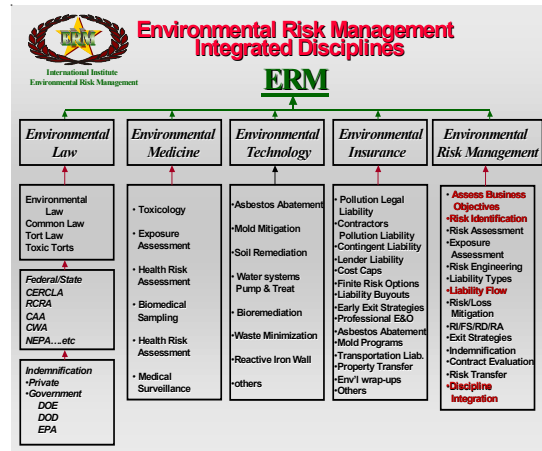 Environmental Risk Management
Integrated Disciplines
ERM
International Institute
Environmental Risk Management
ERM
Environmental
Law
Environmental
Medicine
Environmental
Technology
Environmental
Insurance
Environmental
Risk Management
Environmental
Law
Common Law
Tort Law
Toxic Torts
Federal/State
CERCLA
RCRA
CAA
CWA
NEPA….etc
Indemnification
•Private
•Government
DOE
DOD
EPA
• Toxicology
• Exposure
Assessment
• Health Risk
Assessment
• Biomedical
Sampling
• Health Risk
Assessment
• Medical
Surveillance
•Asbestos Abatement
•Mold Mitigation
•Soil Remediation
• Water systems
Pump & Treat
•Bioremediation
•Waste Minimization
•Reactive Iron Wall
•others
• Pollution Legal
Liability
•Contractors
Pollution Liability
•Contingent Liability
•Lender Liability
•Cost Caps
•Finite Risk Options
•Liability Buyouts
•Early Exit Strategies
•Professional E&O
•Asbestos Abatement
•Mold Programs
•Transportation Liab.
•Property Transfer
•Env'l wrap-ups
•Others
• Assess Business
Objectives
•Risk Identification
•Risk Assessment
•Exposure
Assessment
•Risk Engineering
•Liability Types
•Liability Flow
•Risk/Loss
Mitigation
•RI/FS/RD/RA
•Exit Strategies
•Indemnification
•Contract Evaluation
•Risk Transfer
•Discipline
Integration